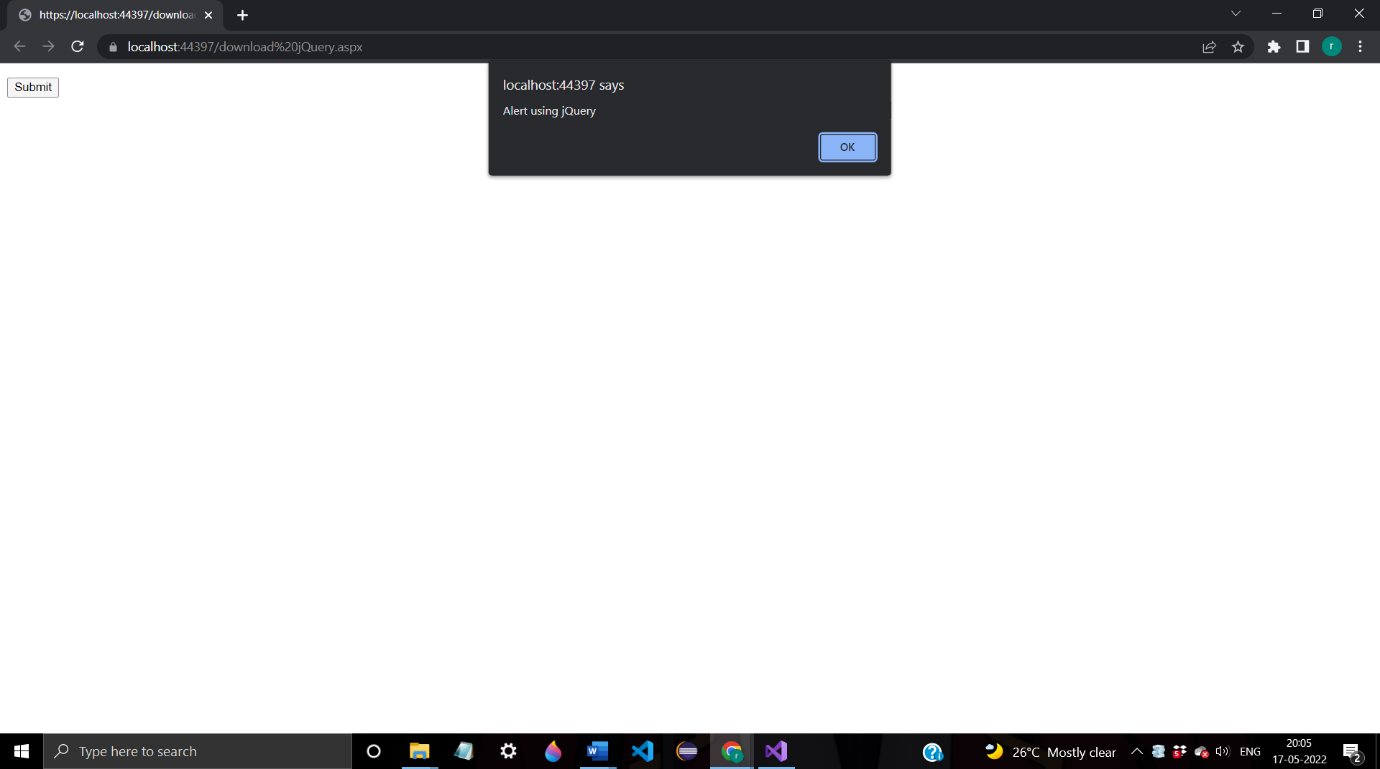 https://localhost:44397/downloa
localhost:44397/download%20jQuery.aspx
r
Submit
localhost:44397 says
Alert using jQuery
OK
Type here to search
26°C Mostly clear
ENG
20:05
17-05-2022
2